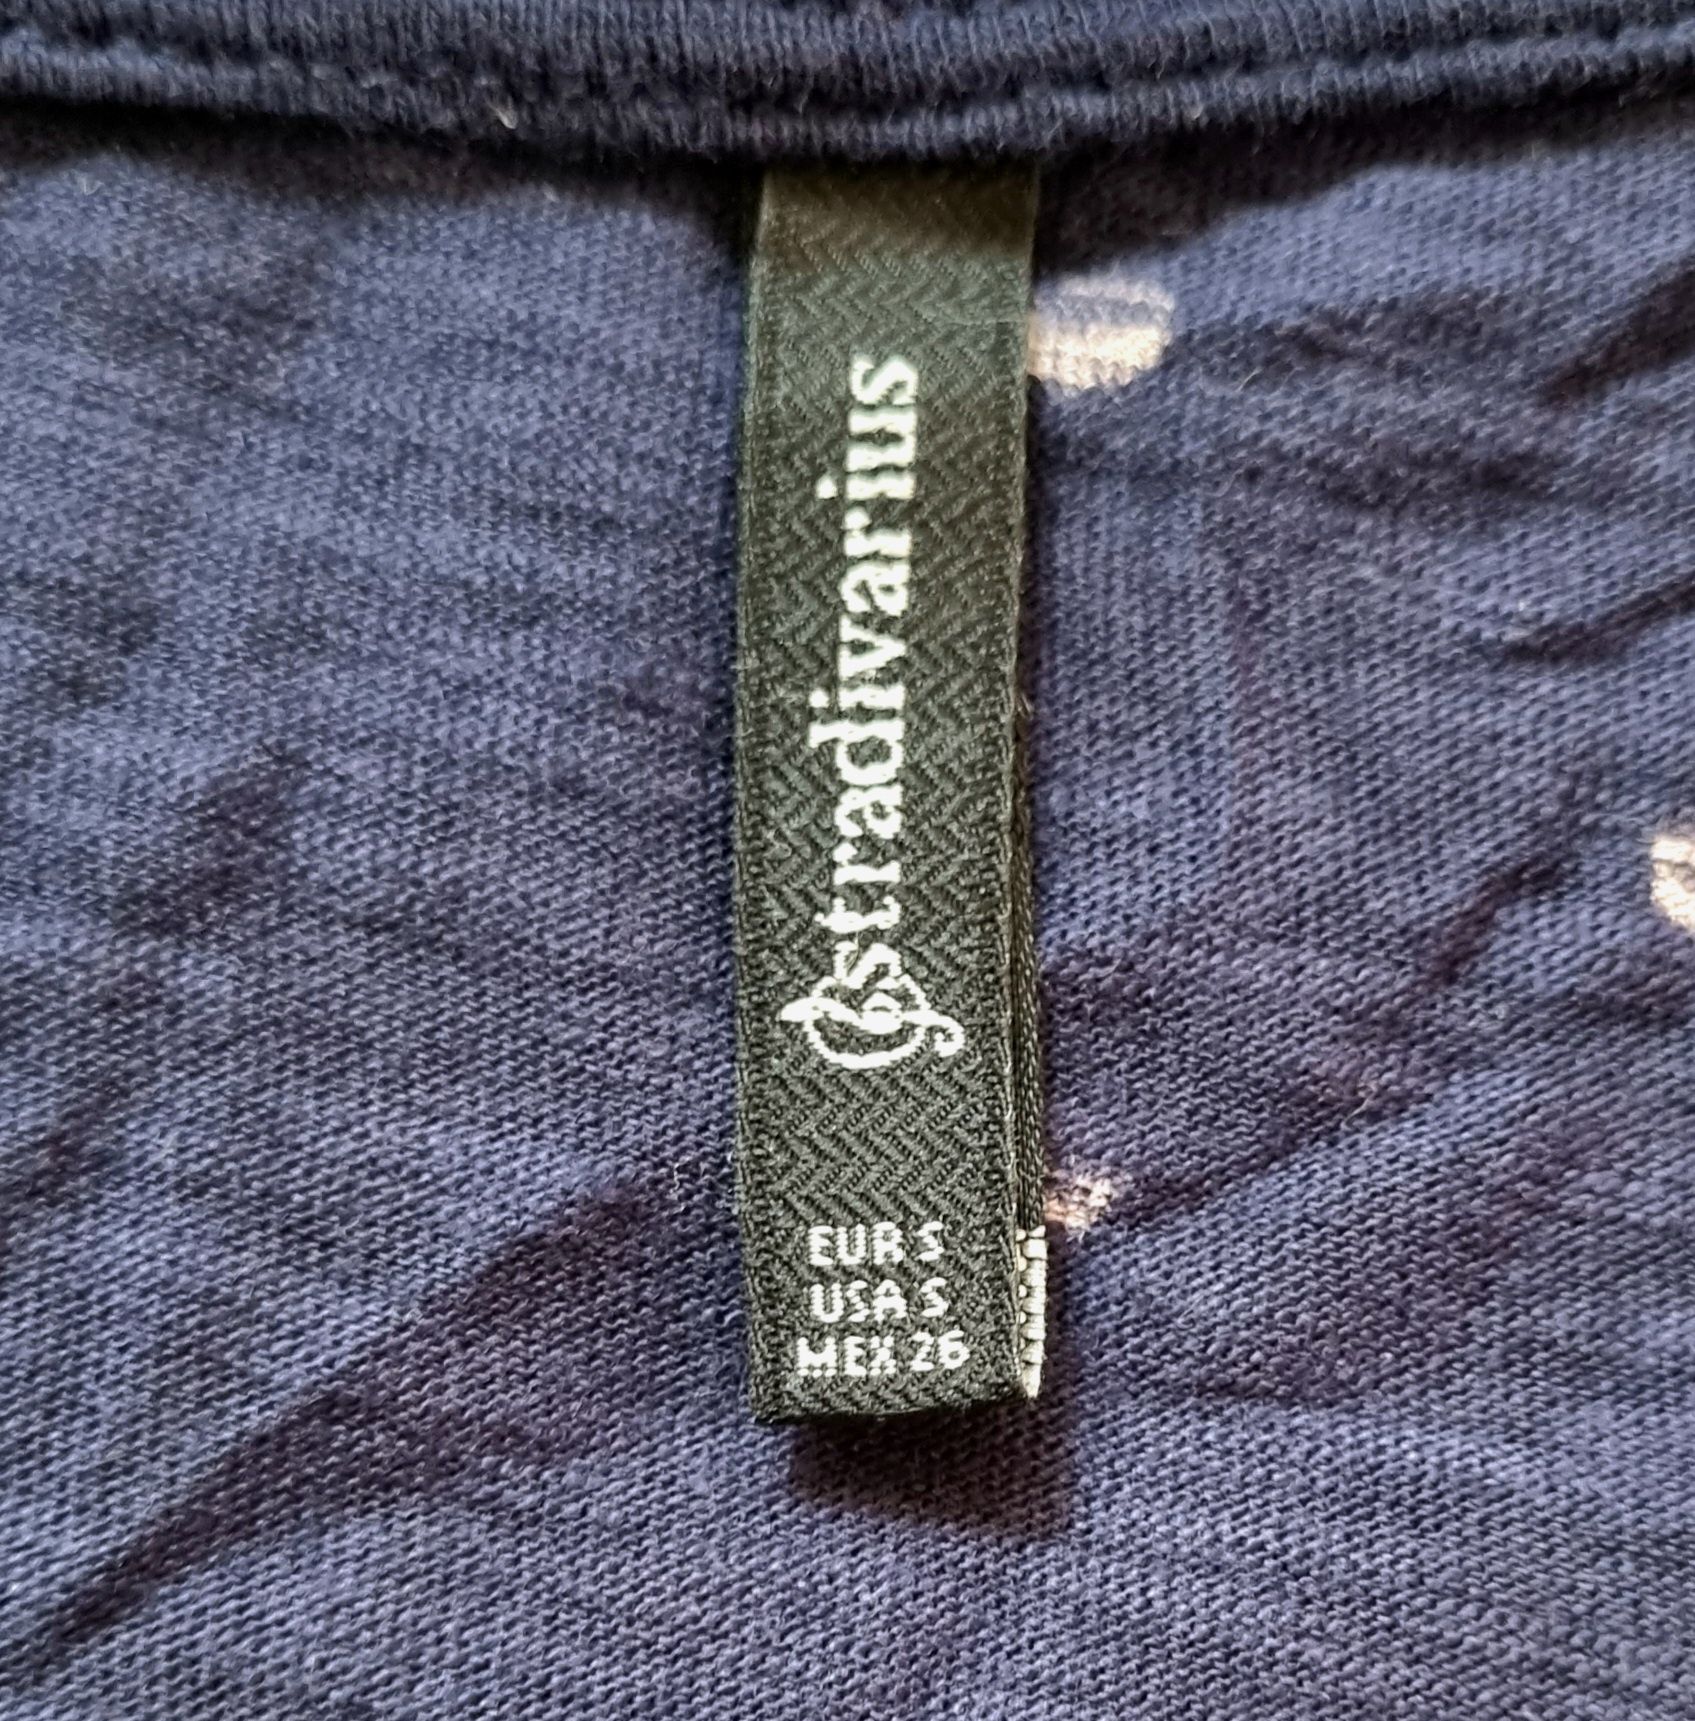 stradivarius
EUR S
USA S
MEX 26